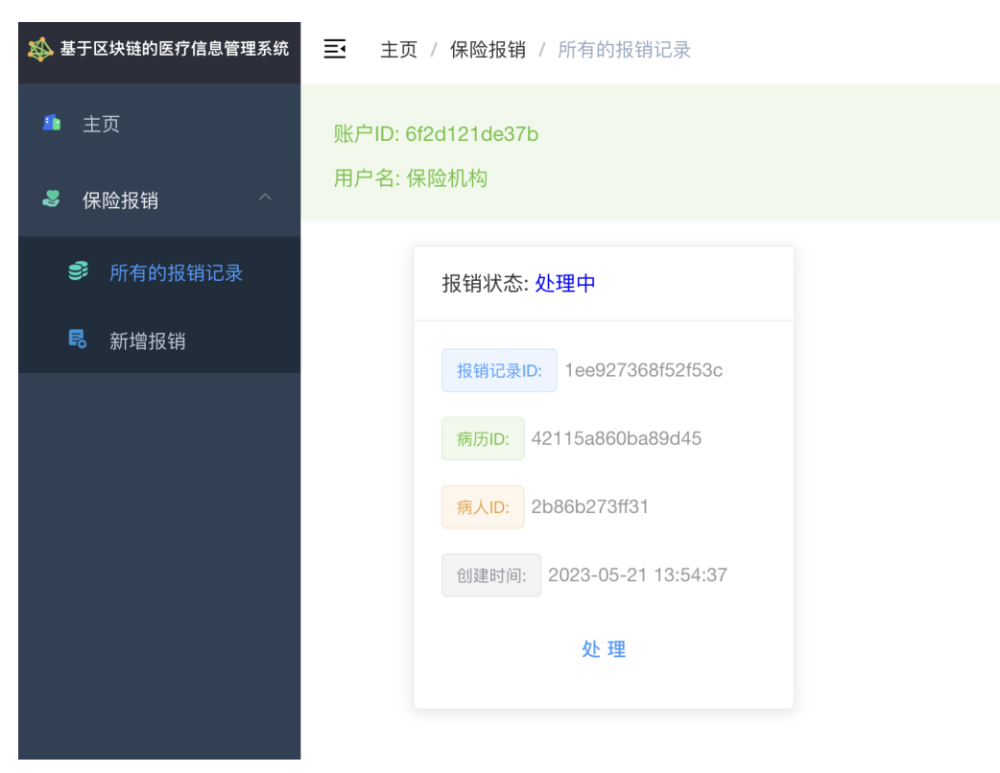 基于区块链的医疗信息管理系统
主页 / 保险报销 / 所有的报销记录
主页
保险报销
所有的报销记录
新增报销
账户ID: 6f2d121de37b
用户名: 保险机构
报销状态: 处理中
报销记录ID: 1ee927368f52f53c
病历ID: 42115a860ba89d45
病人ID: 2b86b273ff31
创建时间: 2023-05-21 13:54:37
处 理